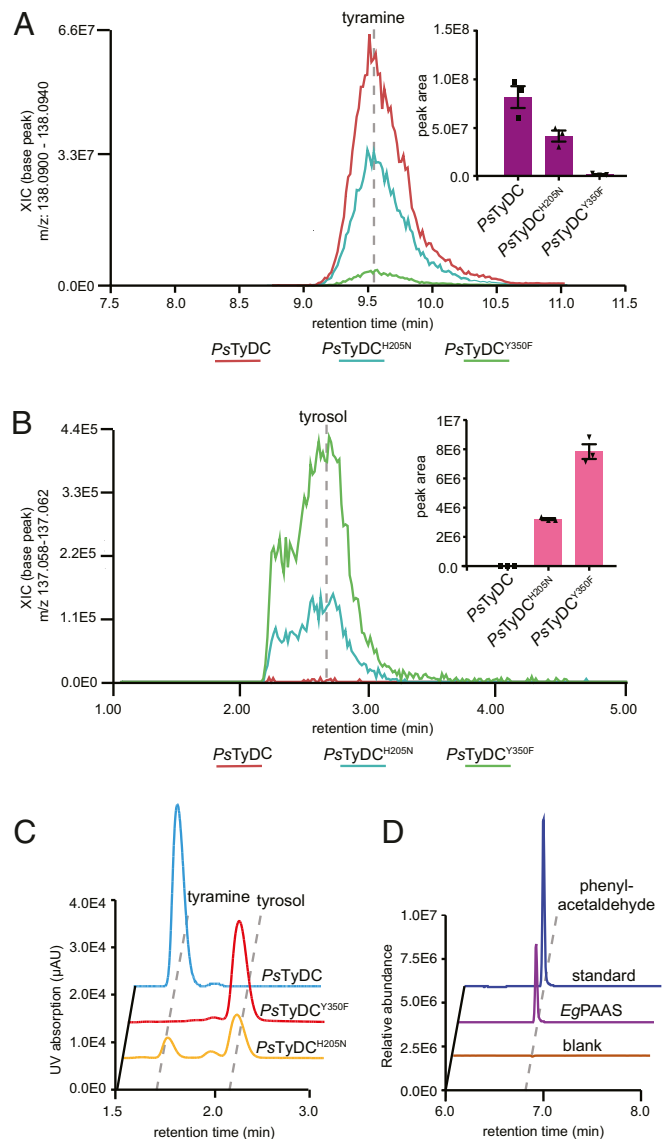 A
tyramine
XIC (base peak)
m/z: 138.0900 - 138.0940
6.6E7
3.3E7
0.0E0
7.5 8.0 8.5 9.0 9.5 10.0 10.5 11.0 11.5
retention time (min)
peak area
1.0E8
5.0E7
0.0
PsTyDC
PsTyDCH205N
PsTyDCY350F
PsTyDC PsTyDCH205N PsTyDCY350F
B
tyrosol
XIC (base peak)
m/z 137.058-137.062
4.4E5
3.3E5
2.2E5
1.1E5
0.0E0
1.00 2.00 3.00 4.00 5.00
retention time (min)
peak area
1E7
8E6
6E6
4E6
2E6
0
PsTyDC
PsTyDCH205N
PsTyDCY350F
PsTyDC PsTyDCH205N PsTyDCY350F
C
UV absorption (µAU)
4.0E4
3.0E4
2.0E4
1.0E4
0.0E0
tyramine
tyrosol
PsTyDC
PsTyDCY350F
PsTyDCH205N
1.5 2.0 3.0
retention time (min)
D
Relative abundance
1.0E7
7.5E6
5.0E6
2.5E6
0.0E0
phenyl-
acetaldehyde
standard
EgPAAS
blank
6.0 7.0 8.0
retention time (min)